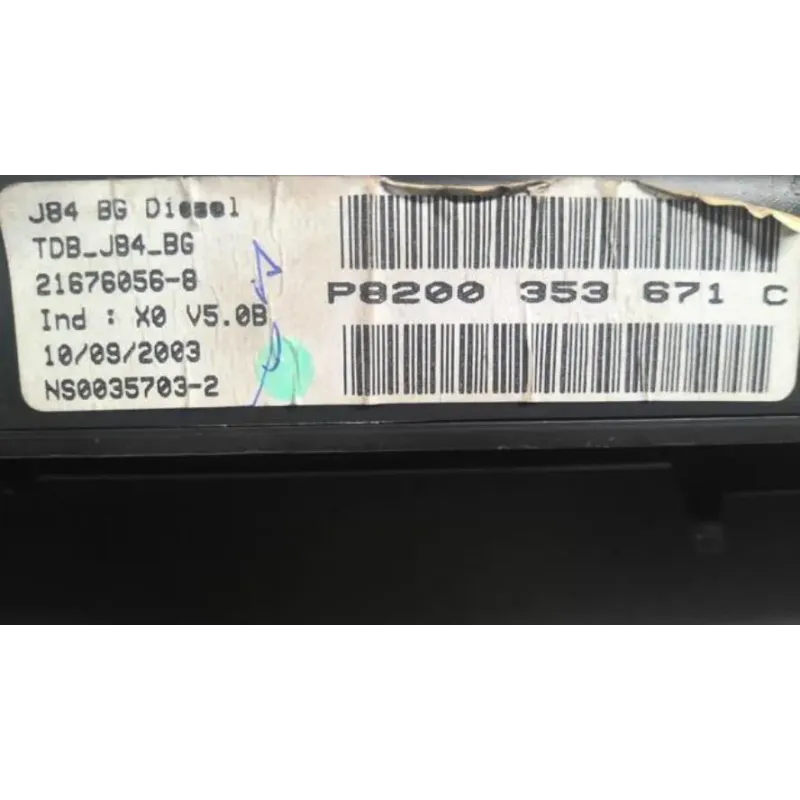 J84 BG Diesel
TDB_J84_BG
21676056-8
Ind : X0 V5.0B
10/09/2003
NS0035703-2
P8200 353 671 C